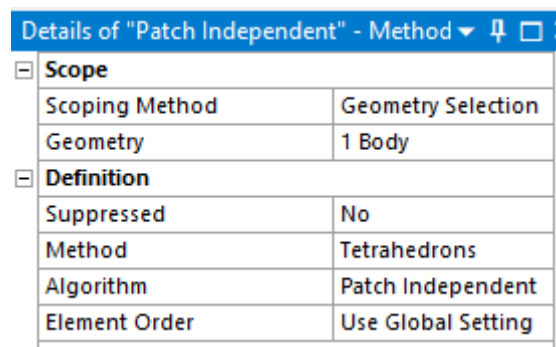 Details of "Patch Independent" - Method
Scope
Scoping Method Geometry Selection
Geometry 1 Body
Definition
Suppressed No
Method Tetrahedrons
Algorithm Patch Independent
Element Order Use Global Setting